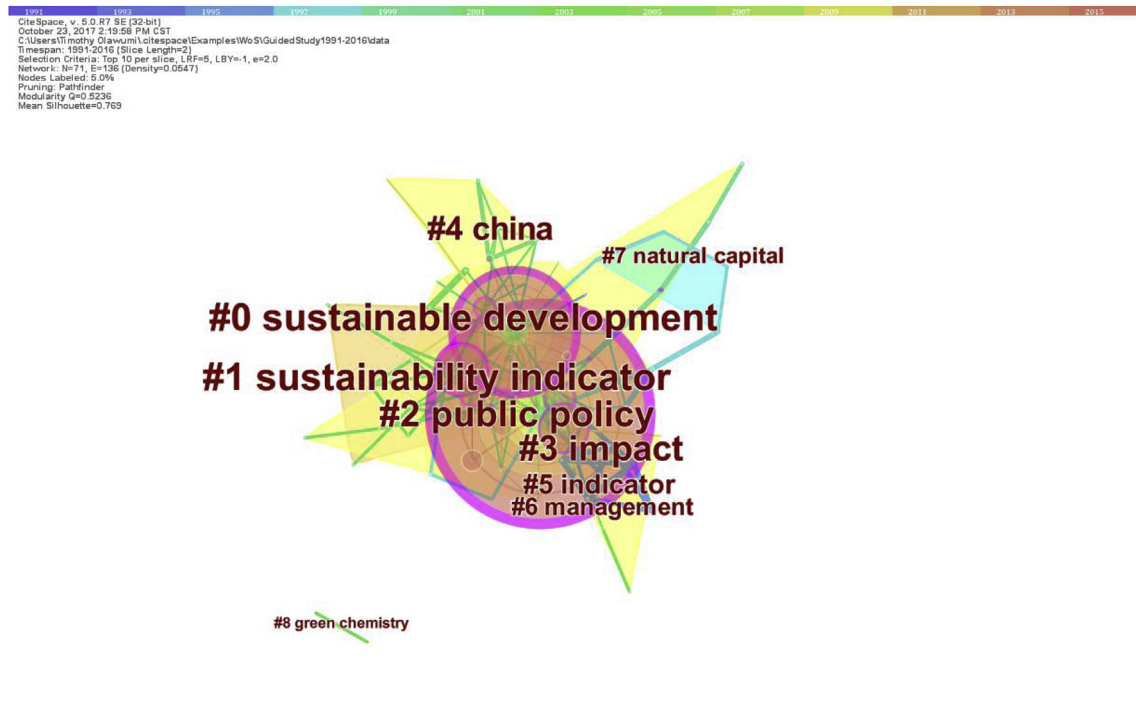 1991 1993 1995 1997 1999 2001 2003 2005 2007 2009 2011 2013 2015
CiteSpace, v. 5.0.R7 SE (32-bit)
October 23, 2017 2:19:58 PM CST
C:\Users\Timothy Olawumi\.citespace\Examples\WoS\GuidedStudy1991-2016\data
Timespan: 1991-2016 (Slice Length=2)
Selection Criteria: Top 10 per slice, LRF=5, LBY=-1, e=2.0
Network: N=71, E=136 (Density=0.0547)
Nodes Labeled: 5.0%
Pruning: Pathfinder
Modularity Q=0.5236
Mean Silhouette=0.769
#4 china
#7 natural capital
#0 sustainable development
#1 sustainability indicator
#2 public policy
#3 impact
#5 indicator
#6 management
#8 green chemistry